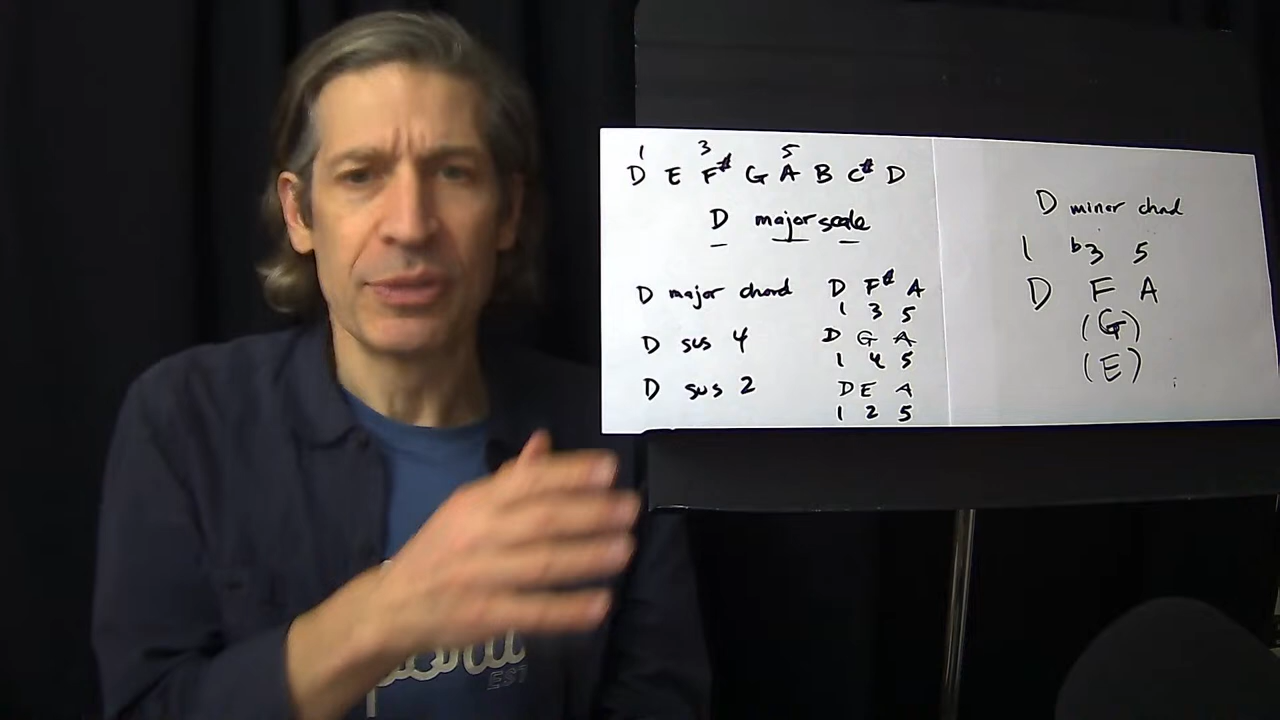 1 3 5
D E F# G A B C# D
D major scale
D major chord D F# A
1 3 5
D sus 4 D G A
1 4 5
D sus 2 D E A
1 2 5
D minor chord
1 b3 5
D F A
(G)
(E)